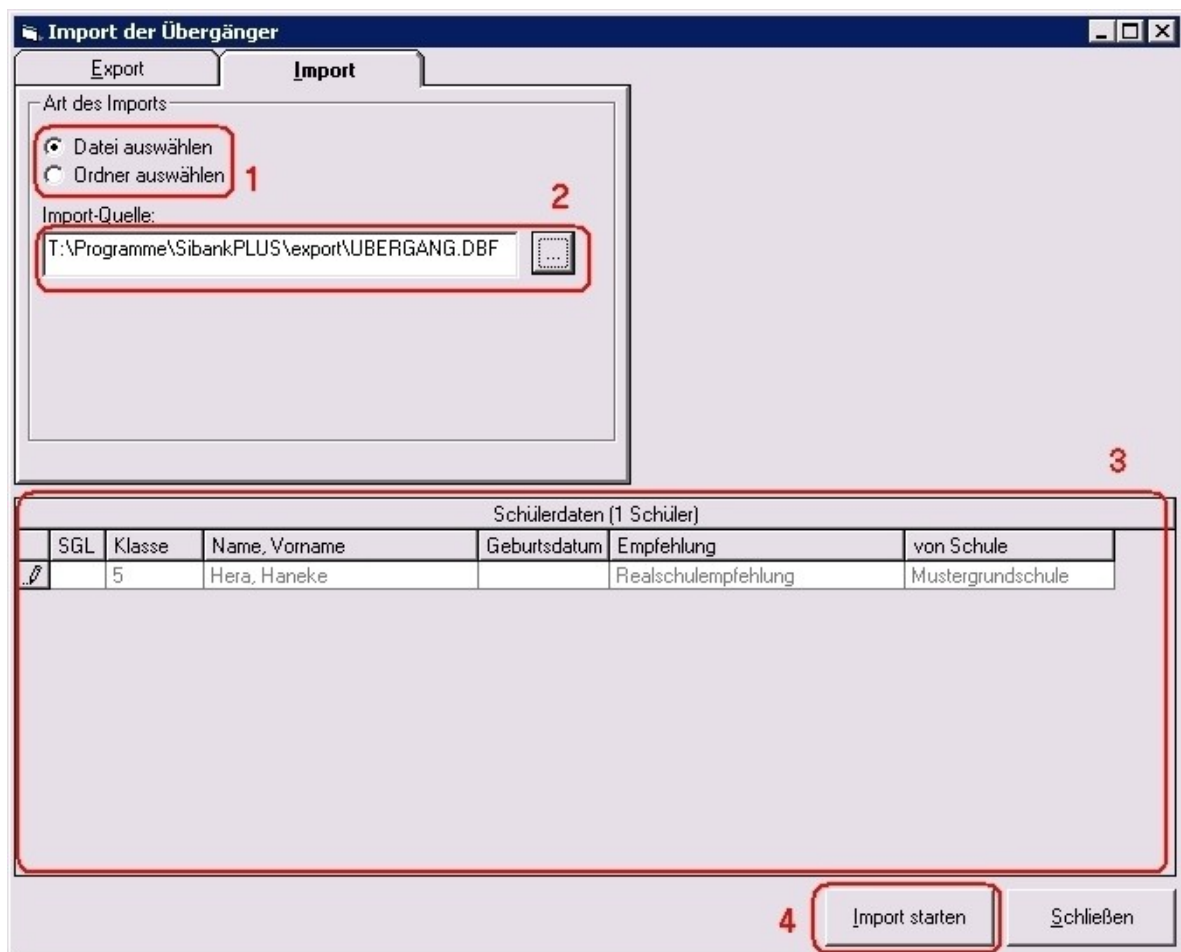 Import der Übergänger
Export Import
Art des Imports
Datei auswählen
Ordner auswählen
1
2
Import-Quelle:
T:\Programme\SibankPLUS\export\UBERGANG.DBF ...
3
Schülerdaten (1 Schüler)
SGL Klasse Name, Vorname Geburtsdatum Empfehlung von Schule
5 Hera, Haneke Realschulempfehlung Mustergrundschule
4 Import starten Schließen